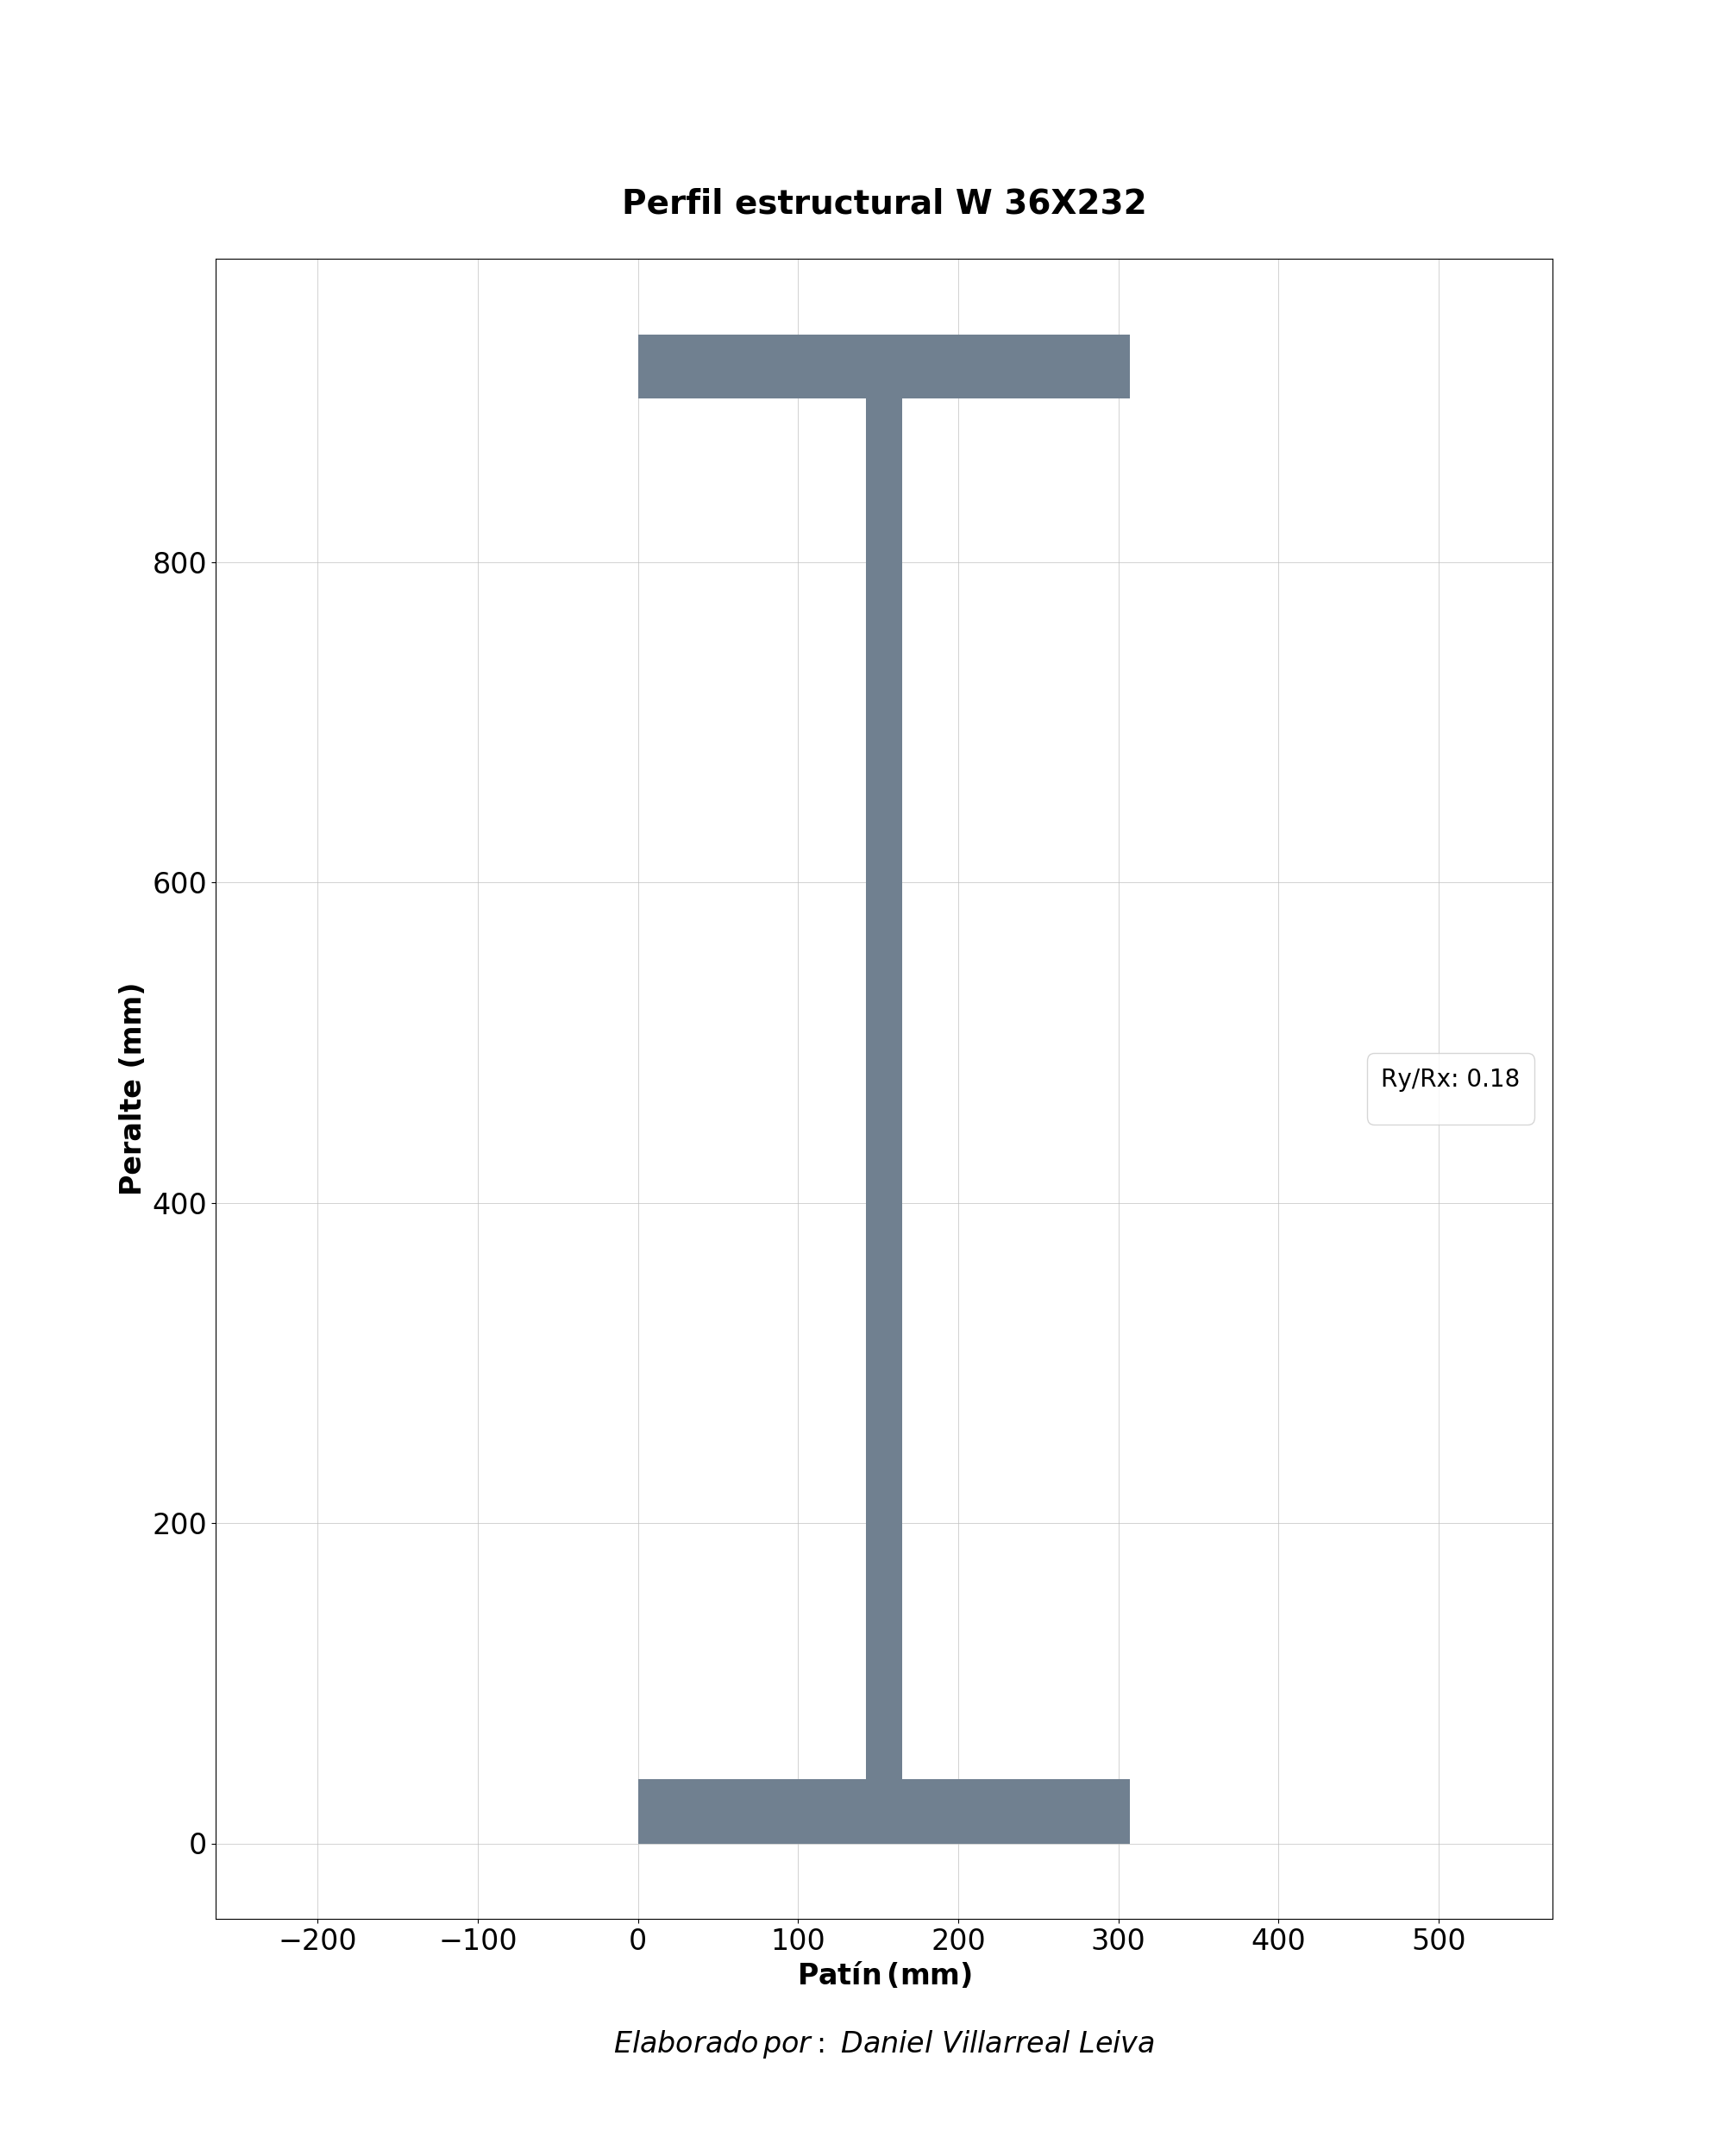 Perfil estructural W 36X232
Peralte (mm)
800
600
400
200
0
Ry/Rx: 0.18
−200 −100 0 100 200 300 400 500
Patín (mm)
Elaborado por: Daniel Villarreal Leiva